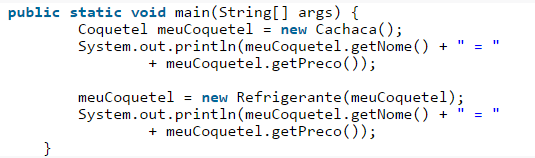 public static void main(String[] args) {
Coquetel meuCoquetel = new Cachaca();
System.out.println(meuCoquetel.getNome() + " = "
+ meuCoquetel.getPreco());
meuCoquetel = new Refrigerante(meuCoquetel);
System.out.println(meuCoquetel.getNome() + " = "
+ meuCoquetel.getPreco());
}